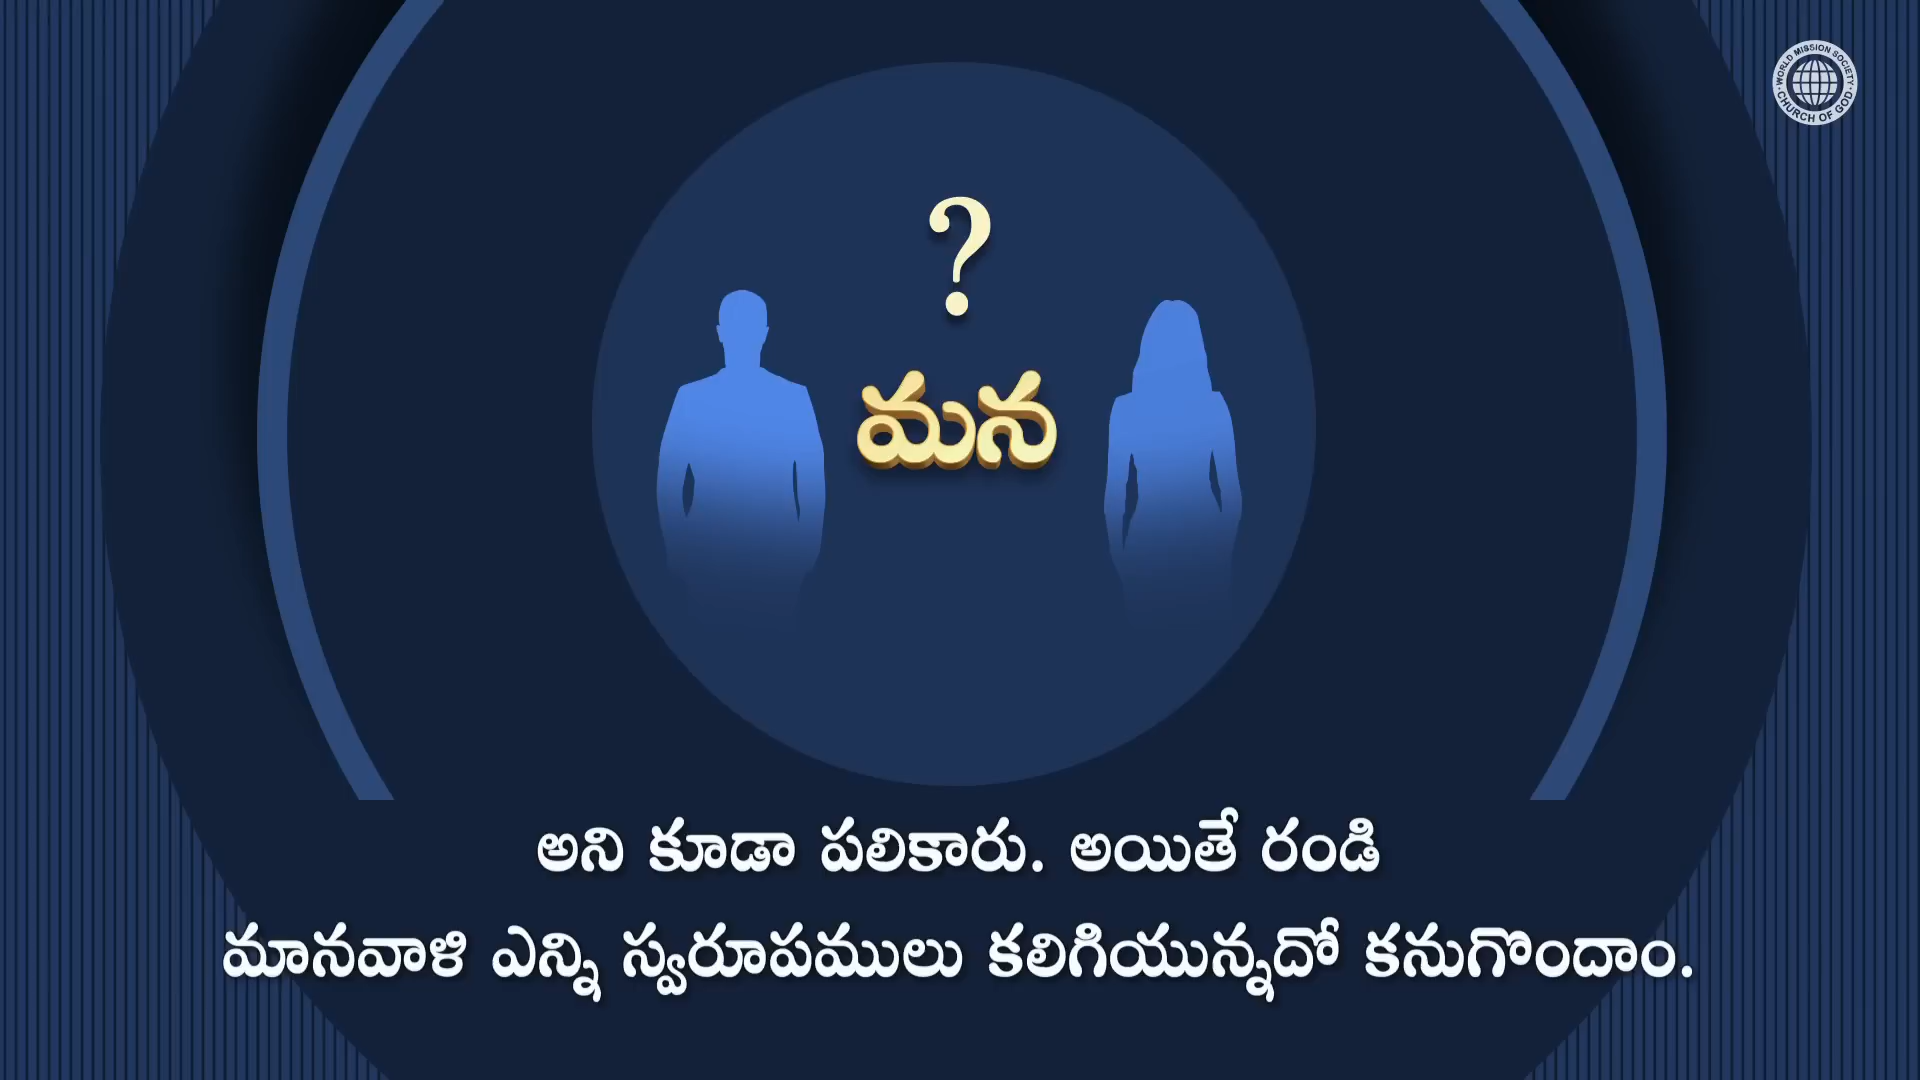 WORLD MISSION SOCIETY
CHURCH OF GOD
?
మన
అని కూడా పలికారు. అయితే రండి
మానవాళి ఎన్ని స్వరూపములు కలిగియున్నదో కనుగొందాం.